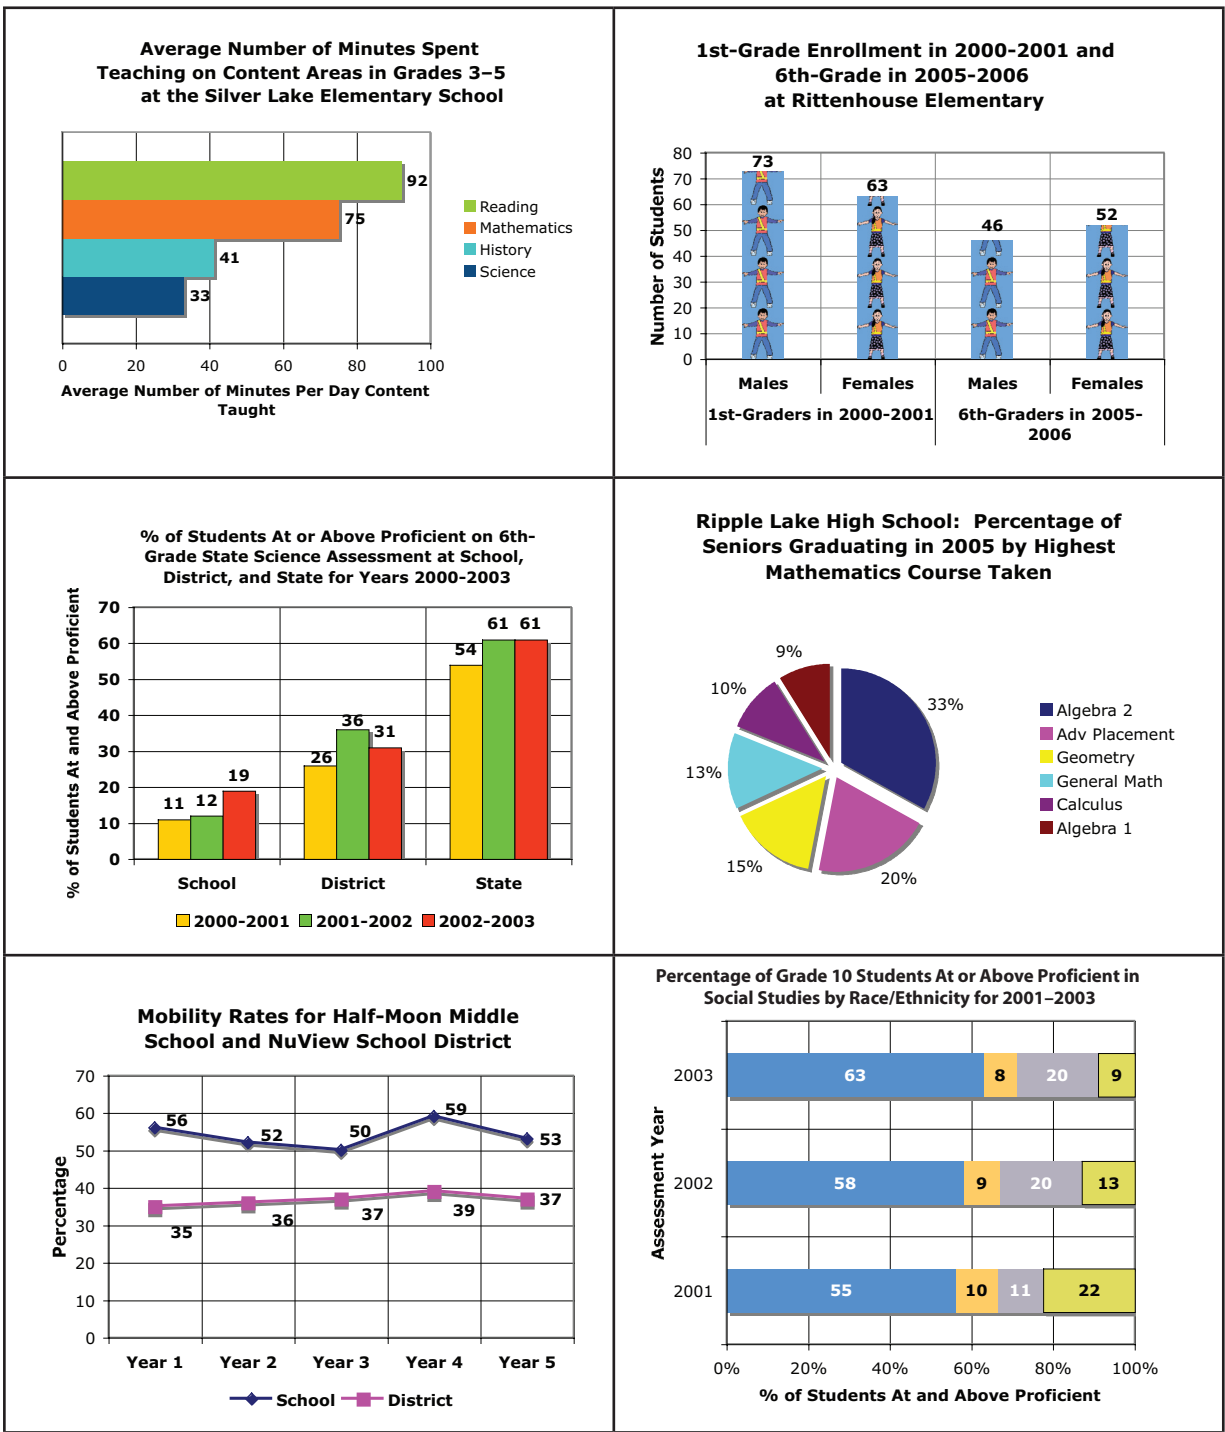 Average Number of Minutes Spent
Teaching on Content Areas in Grades 3–5
at the Silver Lake Elementary School
92
75
41
33
Reading
Mathematics
History
Science
0 20 40 60 80 100
Average Number of Minutes Per Day Content
Taught
1st-Grade Enrollment in 2000-2001 and
6th-Grade in 2005-2006
at Rittenhouse Elementary
Number of Students
80
70
60
50
40
30
20
10
0
73
63
46
52
Males Females Males Females
1st-Graders in 2000-2001 6th-Graders in 2005-
2006
% of Students At or Above Proficient on 6th-
Grade State Science Assessment at School,
District, and State for Years 2000-2003
% of Students At and Above Proficient
70
60
50
40
30
20
10
0
11 12 19
26 36 31
54 61 61
School District State
2000-2001 2001-2002 2002-2003
Ripple Lake High School: Percentage of
Seniors Graduating in 2005 by Highest
Mathematics Course Taken
9%
10%
13%
15%
20%
33%
Algebra 2
Adv Placement
Geometry
General Math
Calculus
Algebra 1
Mobility Rates for Half-Moon Middle
School and NuView School District
Percentage
70
60
50
40
30
20
10
0
56 52 50 59 53
35 36 37 39 37
Year 1 Year 2 Year 3 Year 4 Year 5
School District
Percentage of Grade 10 Students At or Above Proficient in
Social Studies by Race/Ethnicity for 2001–2003
Assessment Year
2003 63 8 20 9
2002 58 9 20 13
2001 55 10 11 22
0% 20% 40% 60% 80% 100%
% of Students At and Above Proficient